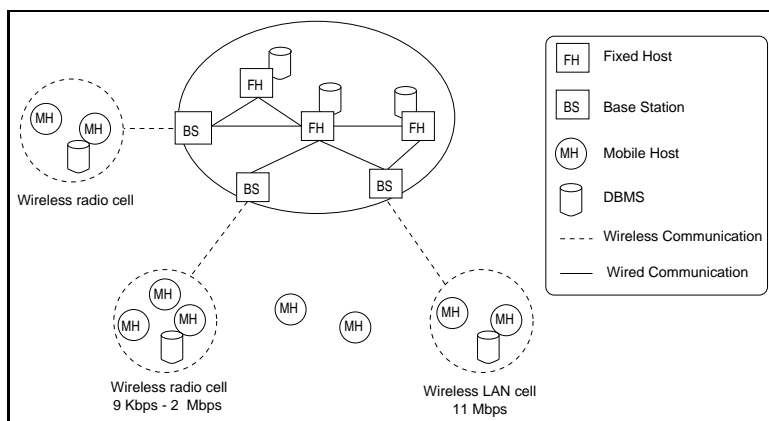 FH
FH
FH
BS
BS
BS
MH
MH
Wireless radio cell
MH
MH
MH
Wireless radio cell
9 Kbps - 2 Mbps
MH
MH
MH
MH
Wireless LAN cell
11 Mbps
FH Fixed Host
BS Base Station
MH Mobile Host
DBMS
Wireless Communication
Wired Communication